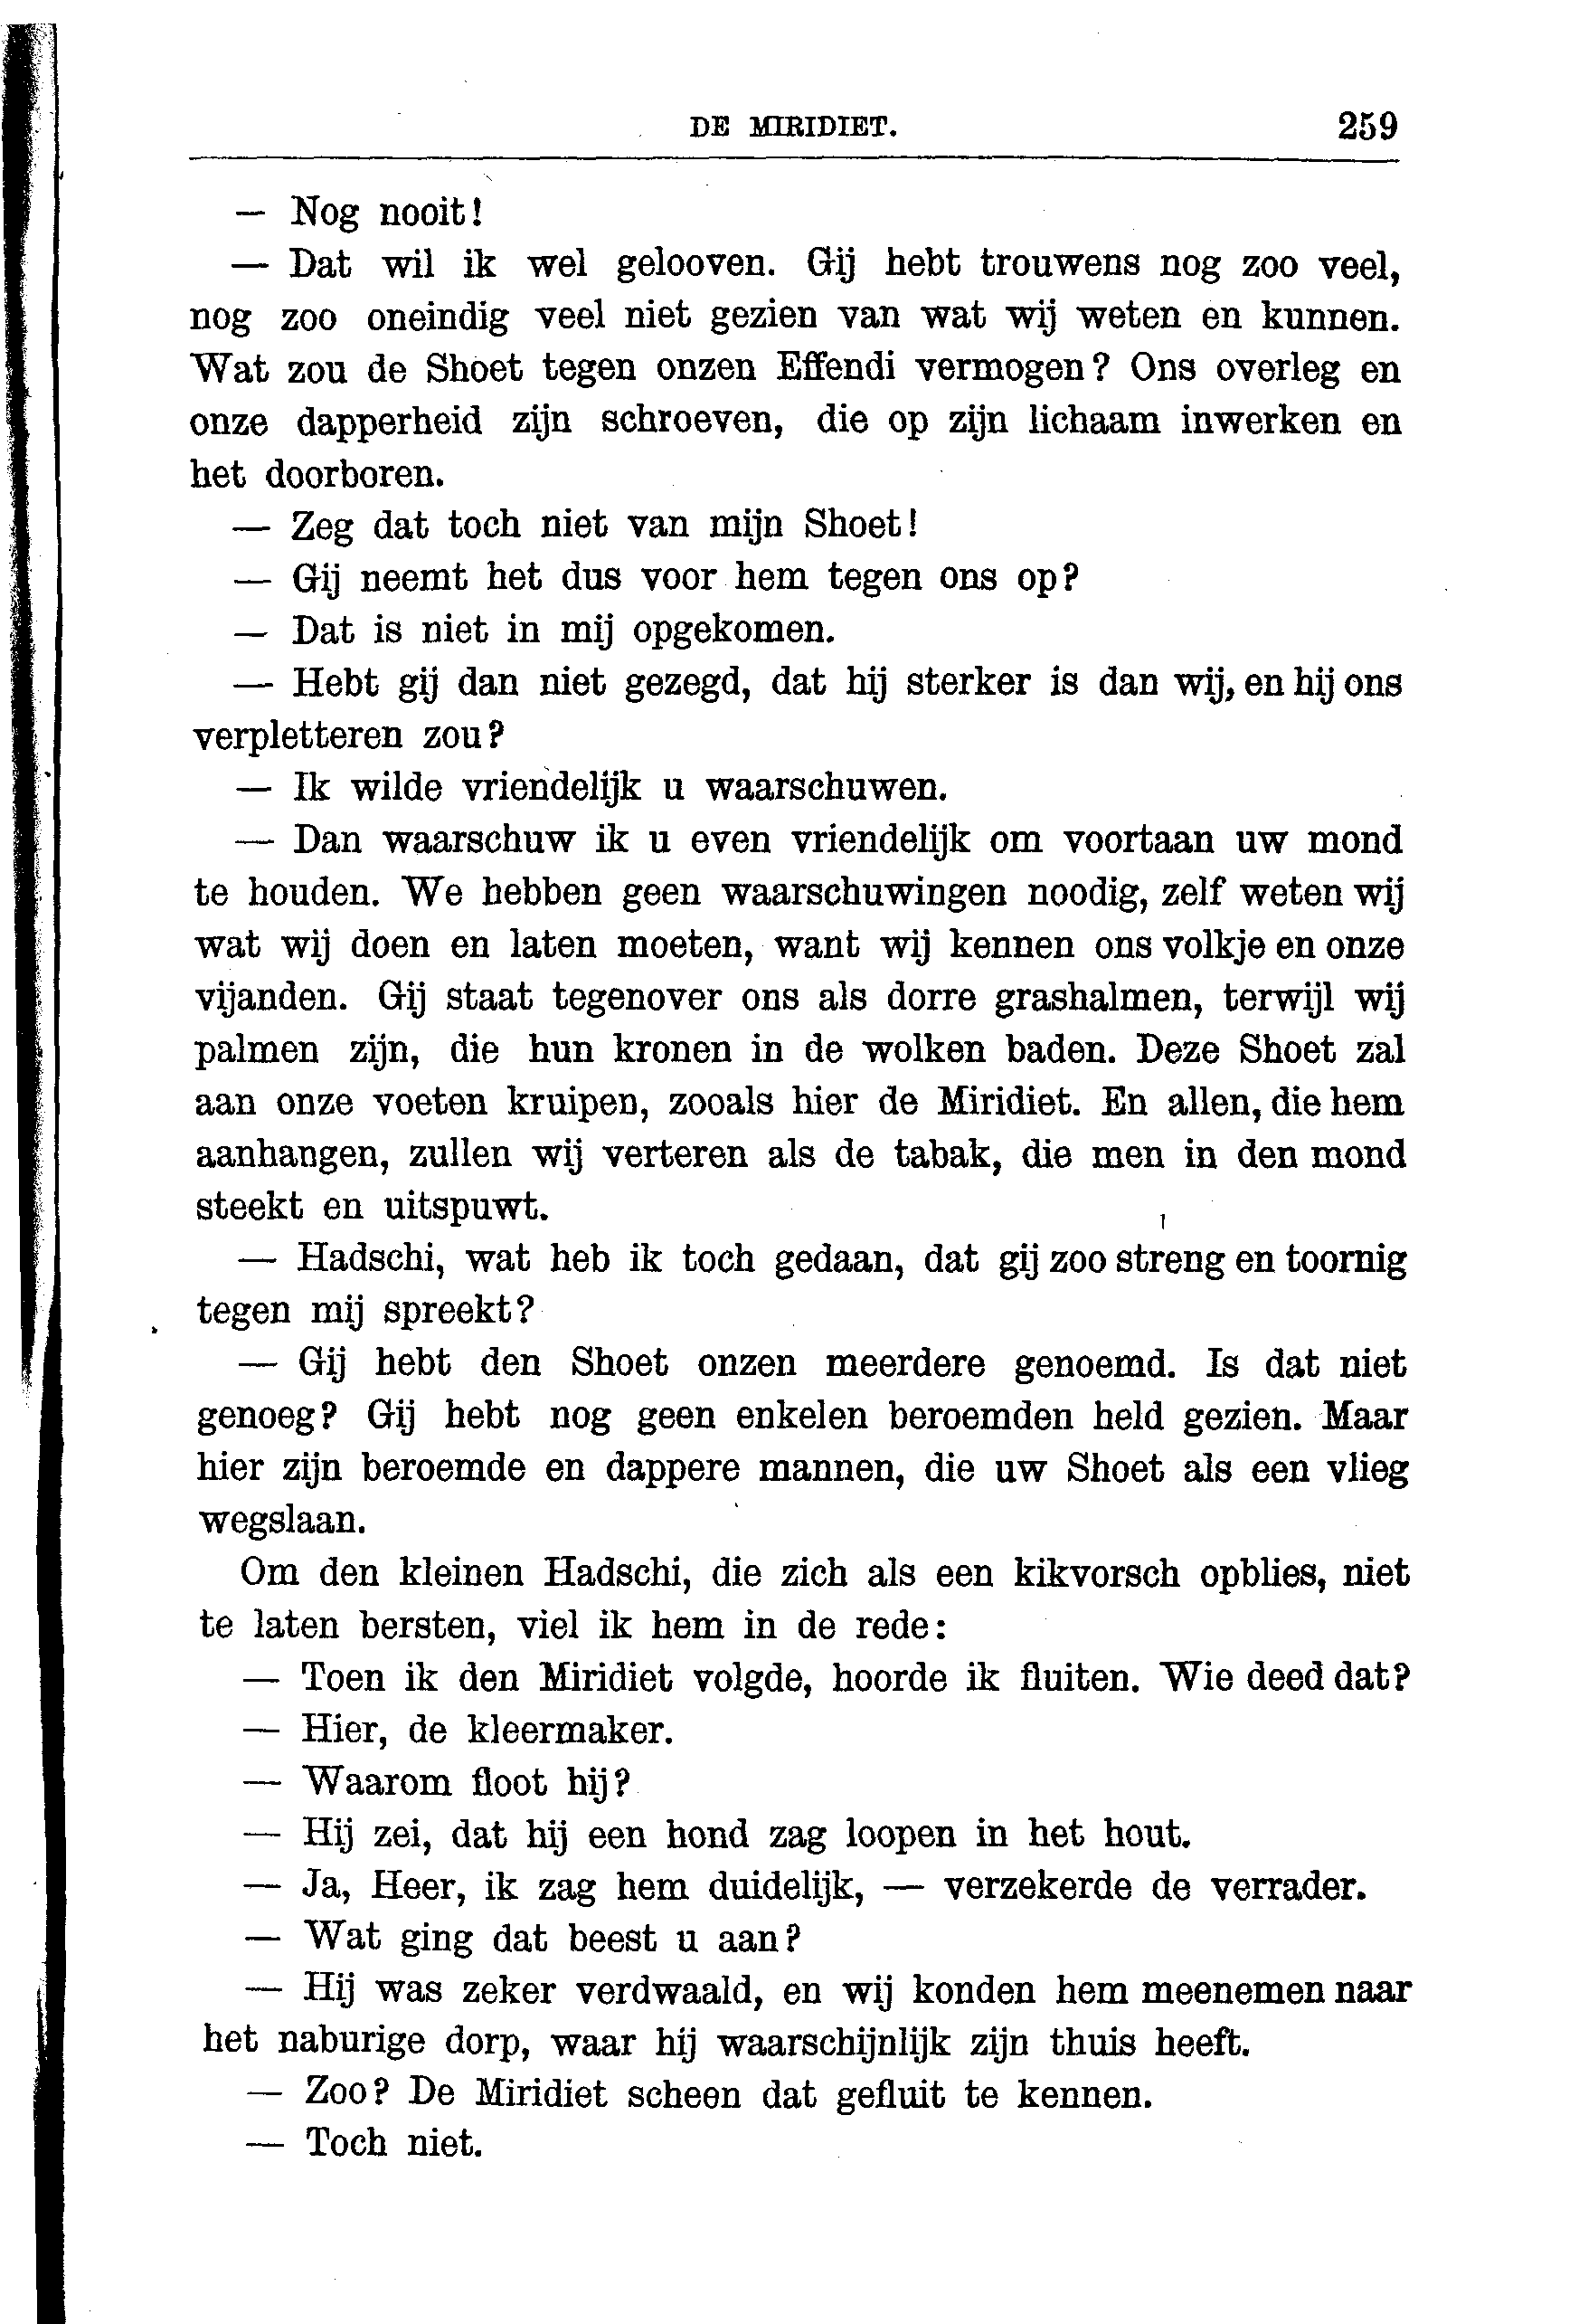 DE MIRIDIET. 259
— Nog nooit!
— Dat wil ik wel gelooven. Gij hebt trouwens nog zoo veel,
nog zoo oneindig veel niet gezien van wat wij weten en kunnen.
Wat zou de Shoet tegen onzen Effendi vermogen? Ons overleg en
onze dapperheid zijn schroeven, die op zijn lichaam inwerken en
het doorboren.
— Zeg dat toch niet van mijn Shoet!
— Gij neemt het dus voor hem tegen ons op?
— Dat is niet in mij opgekomen.
— Hebt gij dan niet gezegd, dat hij sterker is dan wij, en hij ons
verpletteren zou?
— Ik wilde vriendelijk u waarschuwen.
— Dan waarschuw ik u even vriendelijk om voortaan uw mond
te houden. We hebben geen waarschuwingen noodig, zelf weten wij
wat wij doen en laten moeten, want wij kennen ons volkje en onze
vijanden. Gij staat tegenover ons als dorre grashalmen, terwijl wij
palmen zijn, die hun kronen in de wolken baden. Deze Shoet zal
aan onze voeten kruipen, zooals hier de Miridiet. En allen, die hem
aanhangen, zullen wij verteren als de tabak, die men in den mond
steekt en uitspuwt.
— Hadschi, wat heb ik toch gedaan, dat gij zoo streng en toornig
tegen mij spreekt?
— Gij hebt den Shoet onzen meerdere genoemd. Is dat niet
genoeg? Gij hebt nog geen enkelen beroemden held gezien. Maar
hier zijn beroemde en dappere mannen, die uw Shoet als een vlieg
wegslaan.
Om den kleinen Hadschi, die zich als een kikvorsch opblies, niet
te laten bersten, viel ik hem in de rede:
— Toen ik den Miridiet volgde, hoorde ik fluiten. Wie deed dat?
— Hier, de kleermaker.
— Waarom floot hij?
— Hij zei, dat hij een hond zag loopen in het hout.
— Ja, Heer, ik zag hem duidelijk, — verzekerde de verrader.
— Wat ging dat beest u aan?
— Hij was zeker verdwaald, en wij konden hem meenemen naar
het naburige dorp, waar hij waarschijnlijk zijn thuis heeft.
— Zoo? De Miridiet scheen dat gefluit te kennen.
— Toch niet.